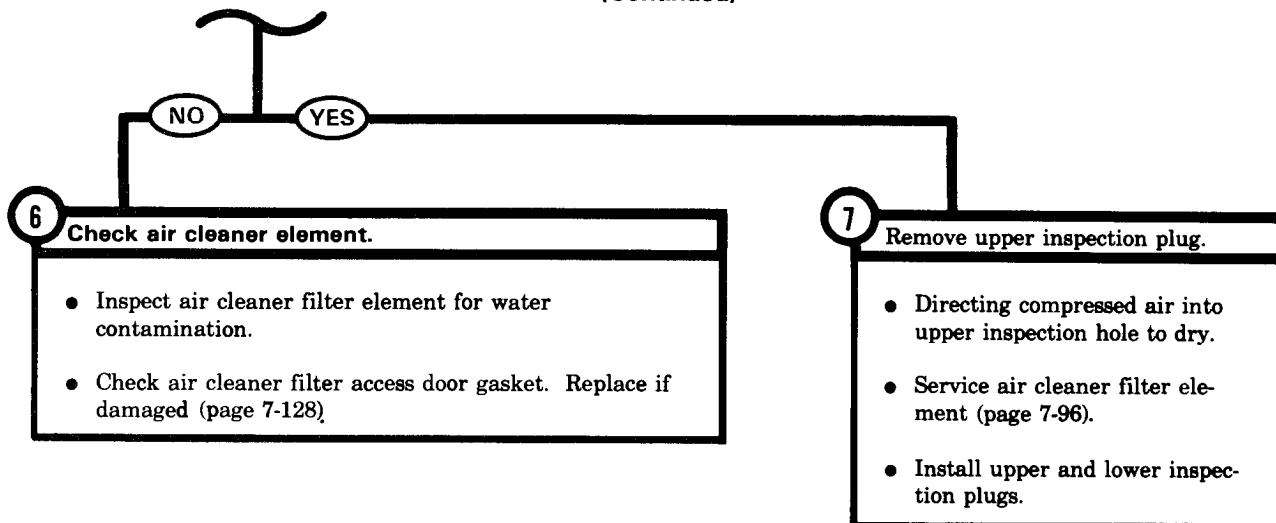 (Continued)
NO
YES
6
Check air cleaner element.
● Inspect air cleaner filter element for water
contamination.
● Check air cleaner filter access door gasket. Replace if
damaged (page 7-128).
7
Remove upper inspection plug.
● Directing compressed air into
upper inspection hole to dry.
● Service air cleaner filter ele-
ment (page 7-96).
● Install upper and lower inspec-
tion plugs.